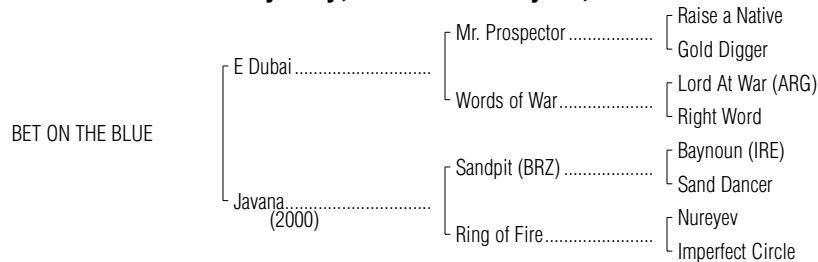 Raise a Native
Mr. Prospector ..................
Gold Digger
E Dubai .............................
Lord At War (ARG)
Words of War....................
Right Word
BET ON THE BLUE
Baynoun (IRE)
Sandpit (BRZ) ...................
Sand Dancer
Javana..............................
(2000)
Nureyev
Ring of Fire.......................
Imperfect Circle